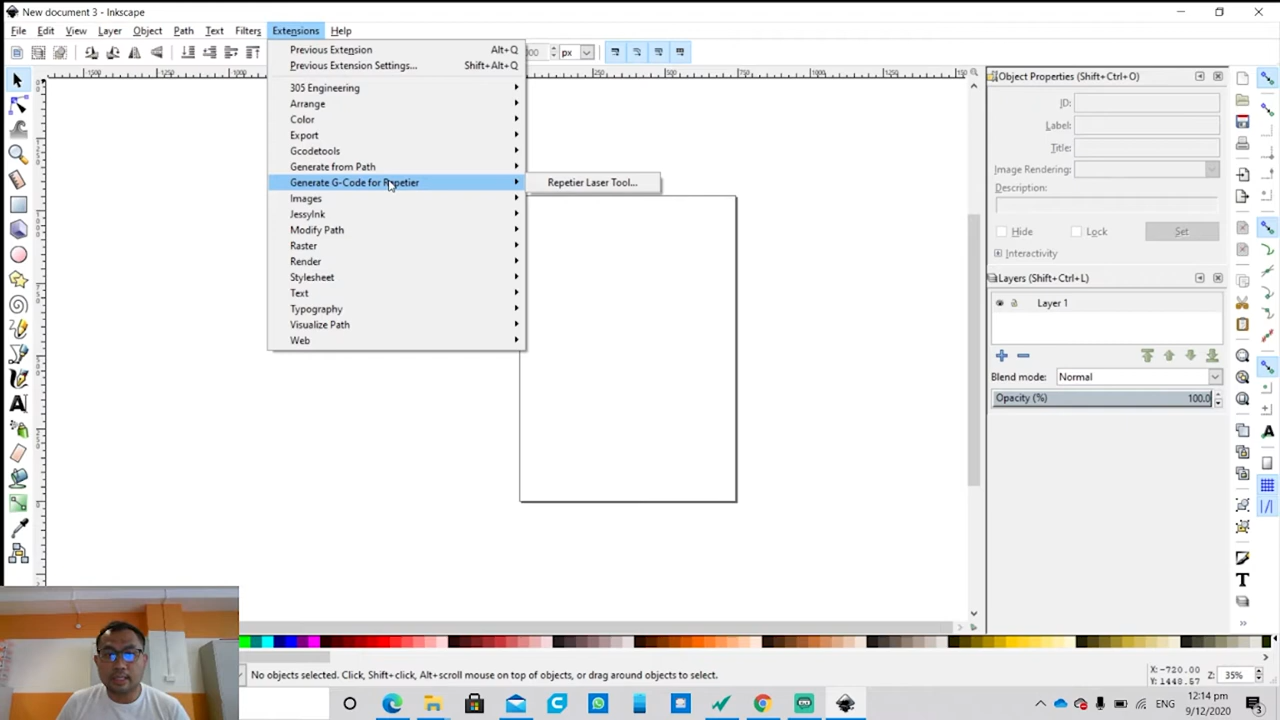 New document 3 - Inkscape
File Edit View Layer Object Path Text Filters Extensions Help
px
Previous Extension Alt+Q
Previous Extension Settings... Shift+Alt+Q
305 Engineering
Arrange
Color
Export
Gcodetools
Generate from Path
Generate G-Code for Repetier
Repetier Laser Tool...
Images
JessyInk
Modify Path
Raster
Render
Stylesheet
Text
Typography
Visualize Path
Web
Object Properties (Shift+Ctrl+O)
ID:
Label:
Title:
Image Rendering:
Description:
Hide Lock Set
Interactivity
Layers (Shift+Ctrl+L)
Layer 1
Blend mode: Normal
Opacity (%) 100.0
No objects selected. Click, Shift+click, Alt+scroll mouse on top of objects, or drag around objects to select.
X: -720.00
Y: 1440.57
Z: 35%
ENG
12:14 pm
9/12/2020